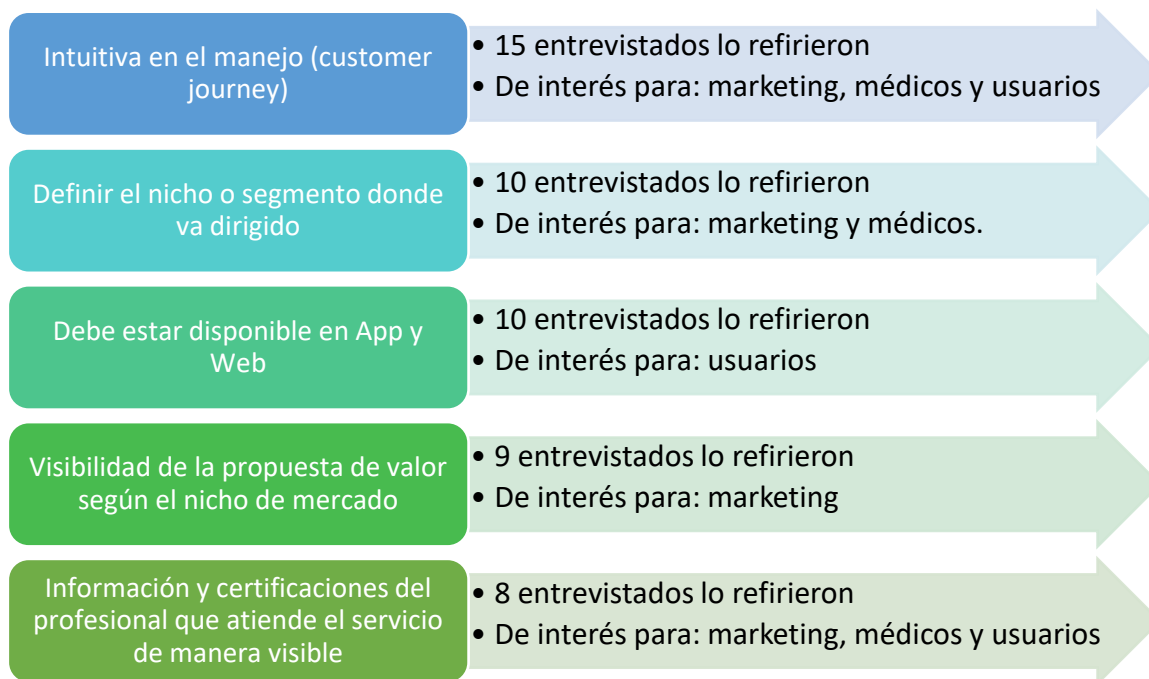 Intuitiva en el manejo (customer
journey)
• 15 entrevistados lo refirieron
• De interés para: marketing, médicos y usuarios
Definir el nicho o segmento donde
va dirigido
• 10 entrevistados lo refirieron
• De interés para: marketing y médicos.
Debe estar disponible en App y
Web
• 10 entrevistados lo refirieron
• De interés para: usuarios
Visibilidad de la propuesta de valor
según el nicho de mercado
• 9 entrevistados lo refirieron
• De interés para: marketing
Información y certificaciones del
profesional que atiende el servicio
de manera visible
• 8 entrevistados lo refirieron
• De interés para: marketing, médicos y usuarios